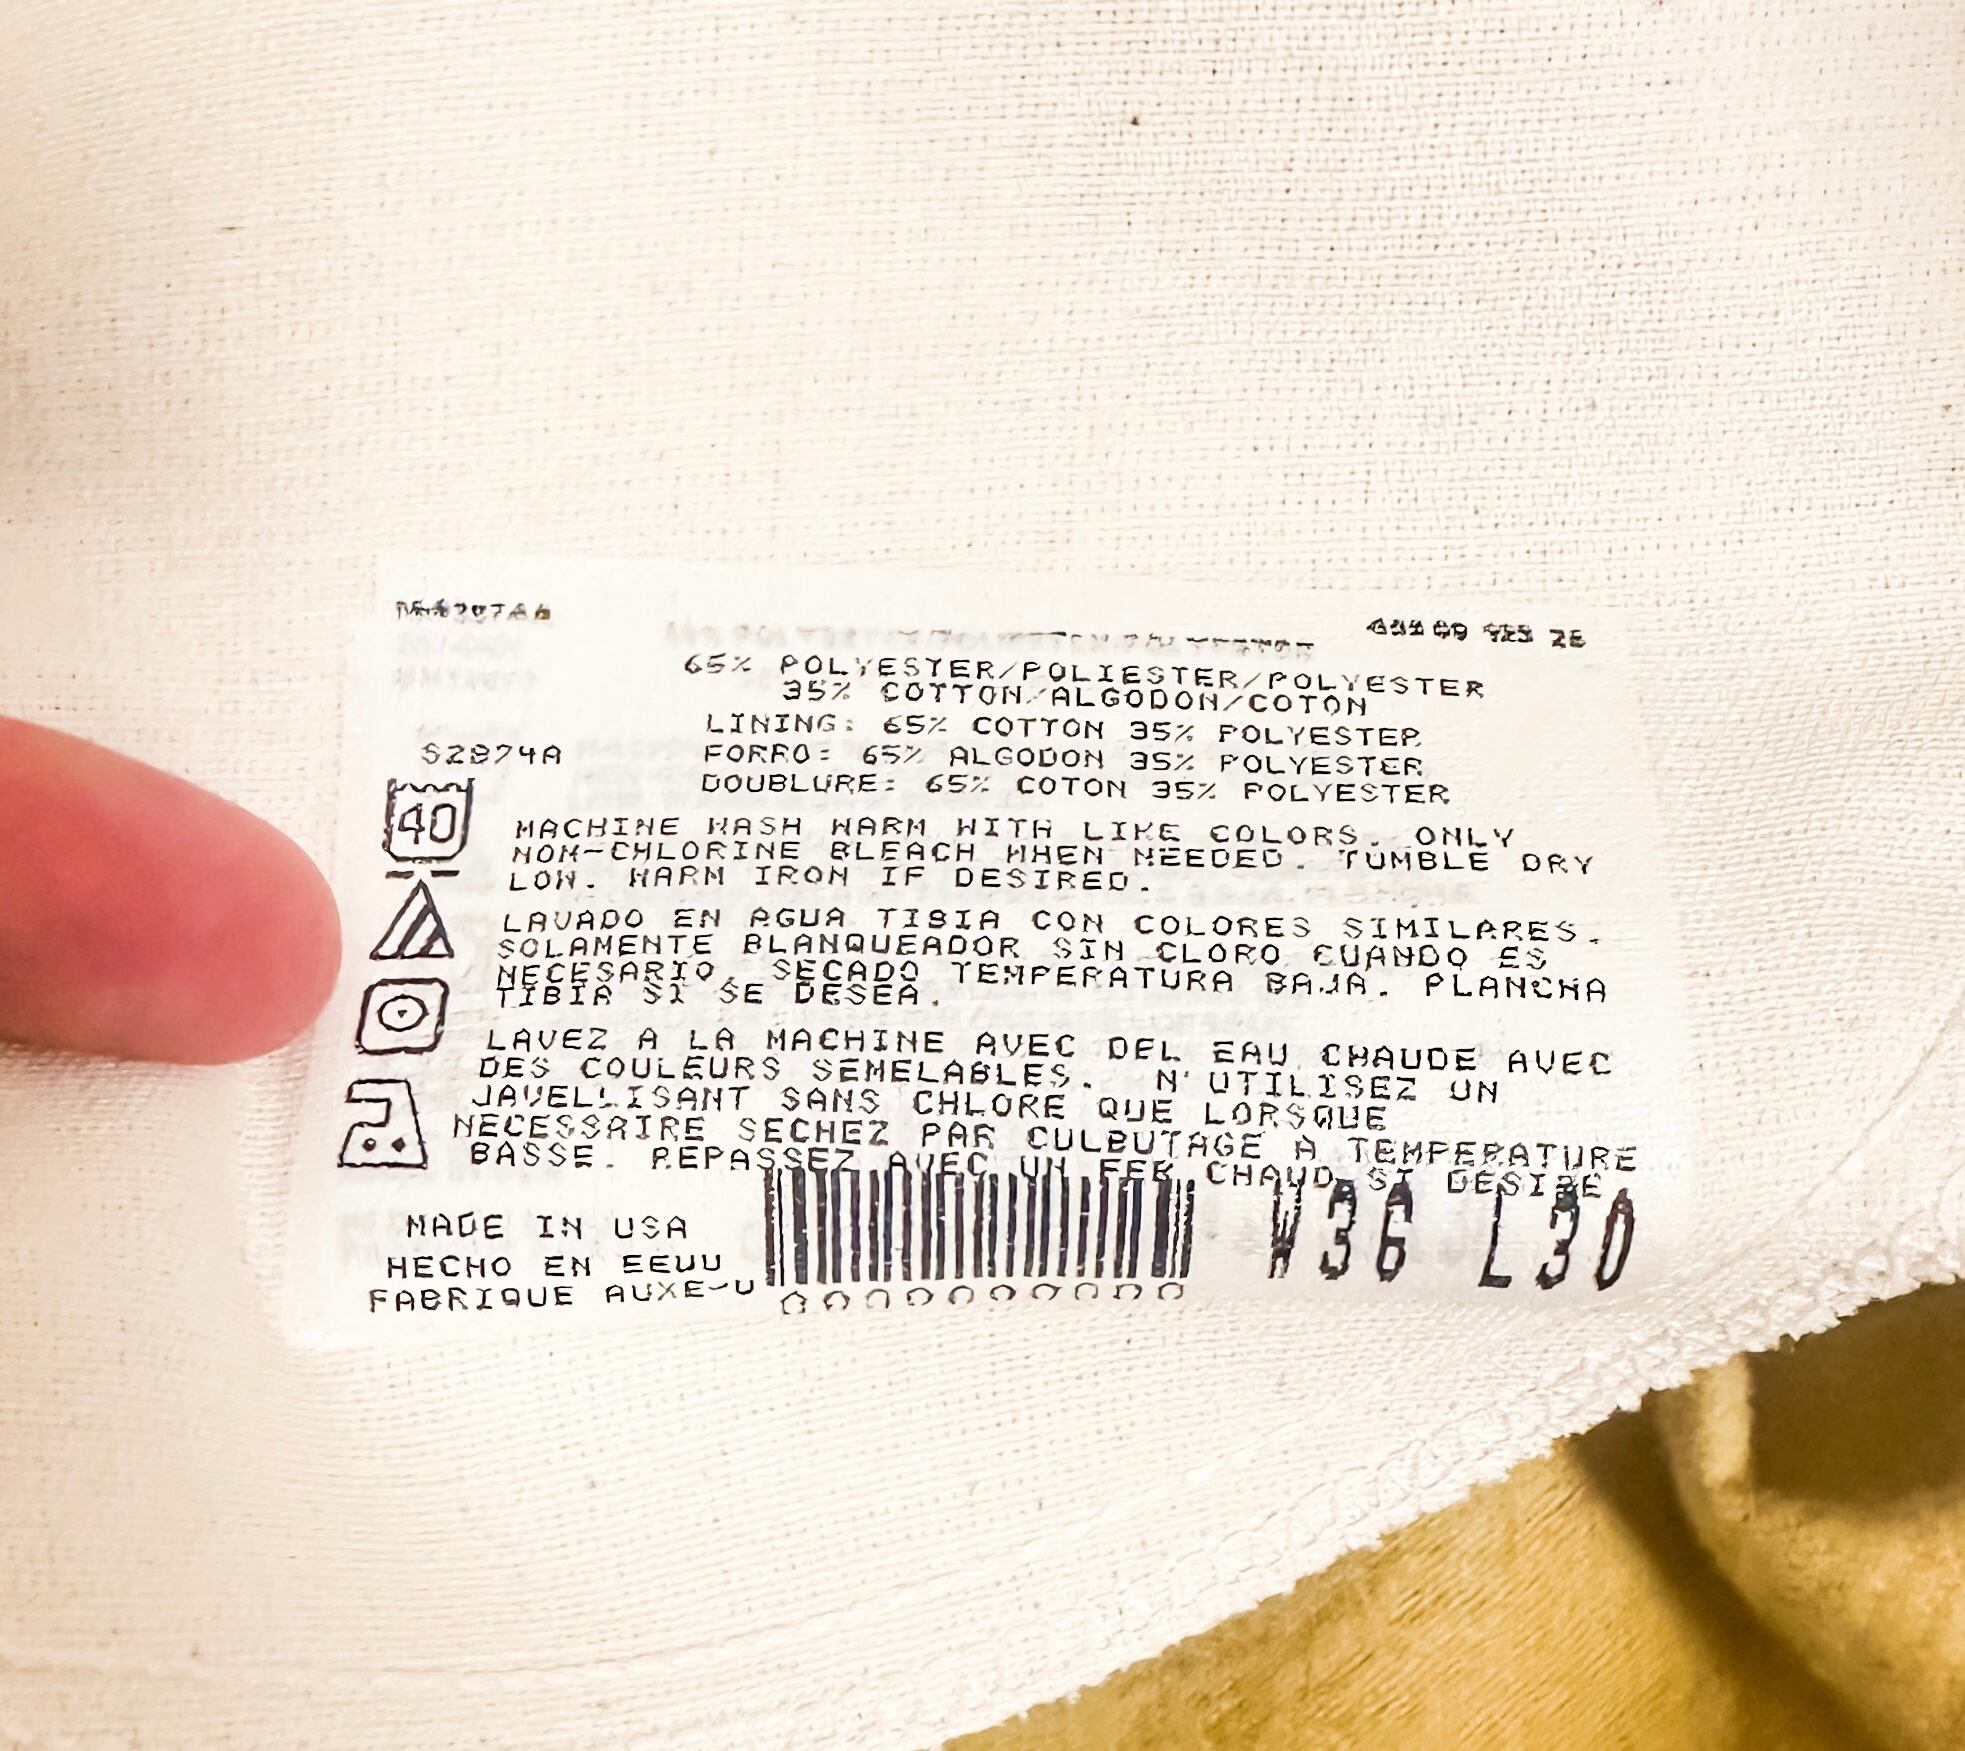 65% POLYESTER/POLIESTER/POLYESTER
35% COTTON/ALGODON/COTON
LINING: 65% COTTON 35% POLYESTER
FORRO: 65% ALGODON 35% POLYESTER
DOUBLURE: 65% COTON 35% POLYESTER
S2874A
40
MACHINE WASH WARM WITH LIKE COLORS. ONLY
NON-CHLORINE BLEACH WHEN NEEDED. TUMBLE DRY
LOW. WARM IRON IF DESIRED.
LAVADO EN AGUA TIBIA CON COLORES SIMILARES.
SOLAMENTE BLANQUEADOR SIN CLORO CUANDO ES
NECESARIO. SECADO TEMPERATURA BAJA. PLANCHA
TIBIA SI SE DESEA.
LAVEZ A LA MACHINE AVEC DEL EAU CHAUDE AVEC
DES COULEURS SEMELABLES. N'UTILISEZ UN
JAVELLISANT SANS CHLORE QUE LORSQUE
NECESSAIRE SECHEZ PAR CULBUTAGE A TEMPERATURE
BASSE. REPASSEZ AVEC UN FER CHAUD SI DESIRE
MADE IN USA
HECHO EN EEUU
FABRIQUE AUX E-U
W36 L30